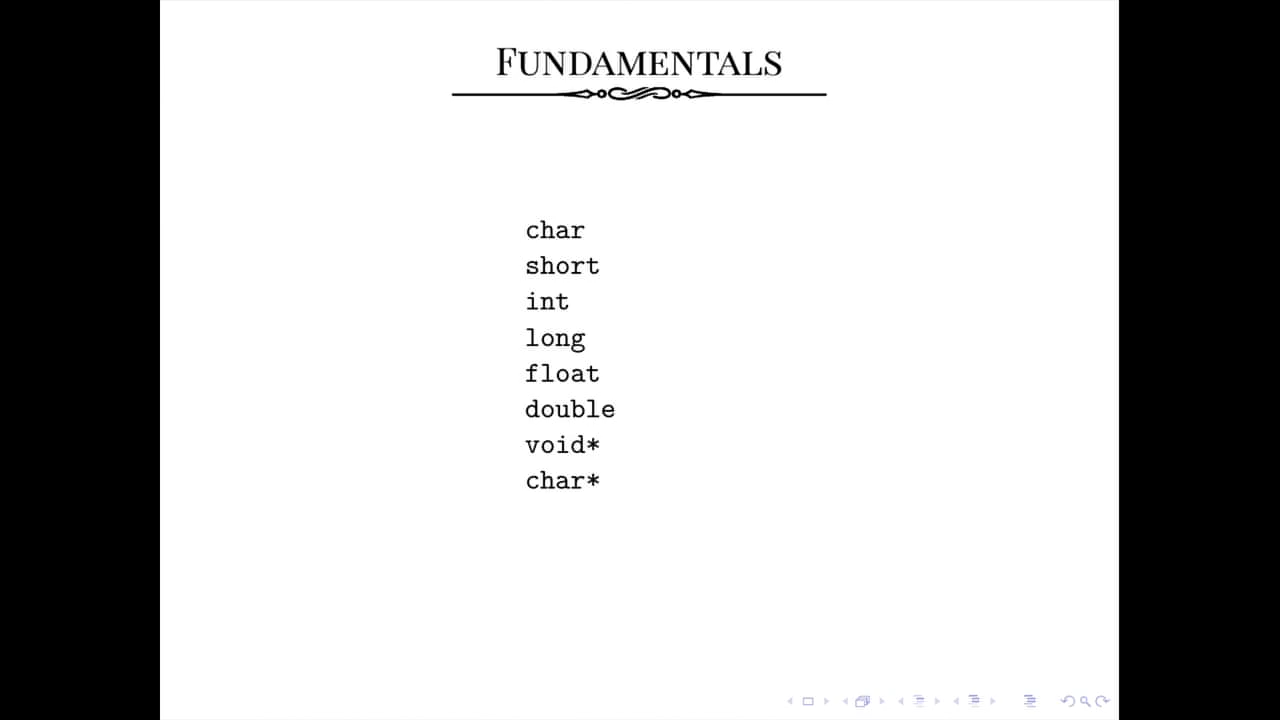 FUNDAMENTALS
char
short
int
long
float
double
void*
char*